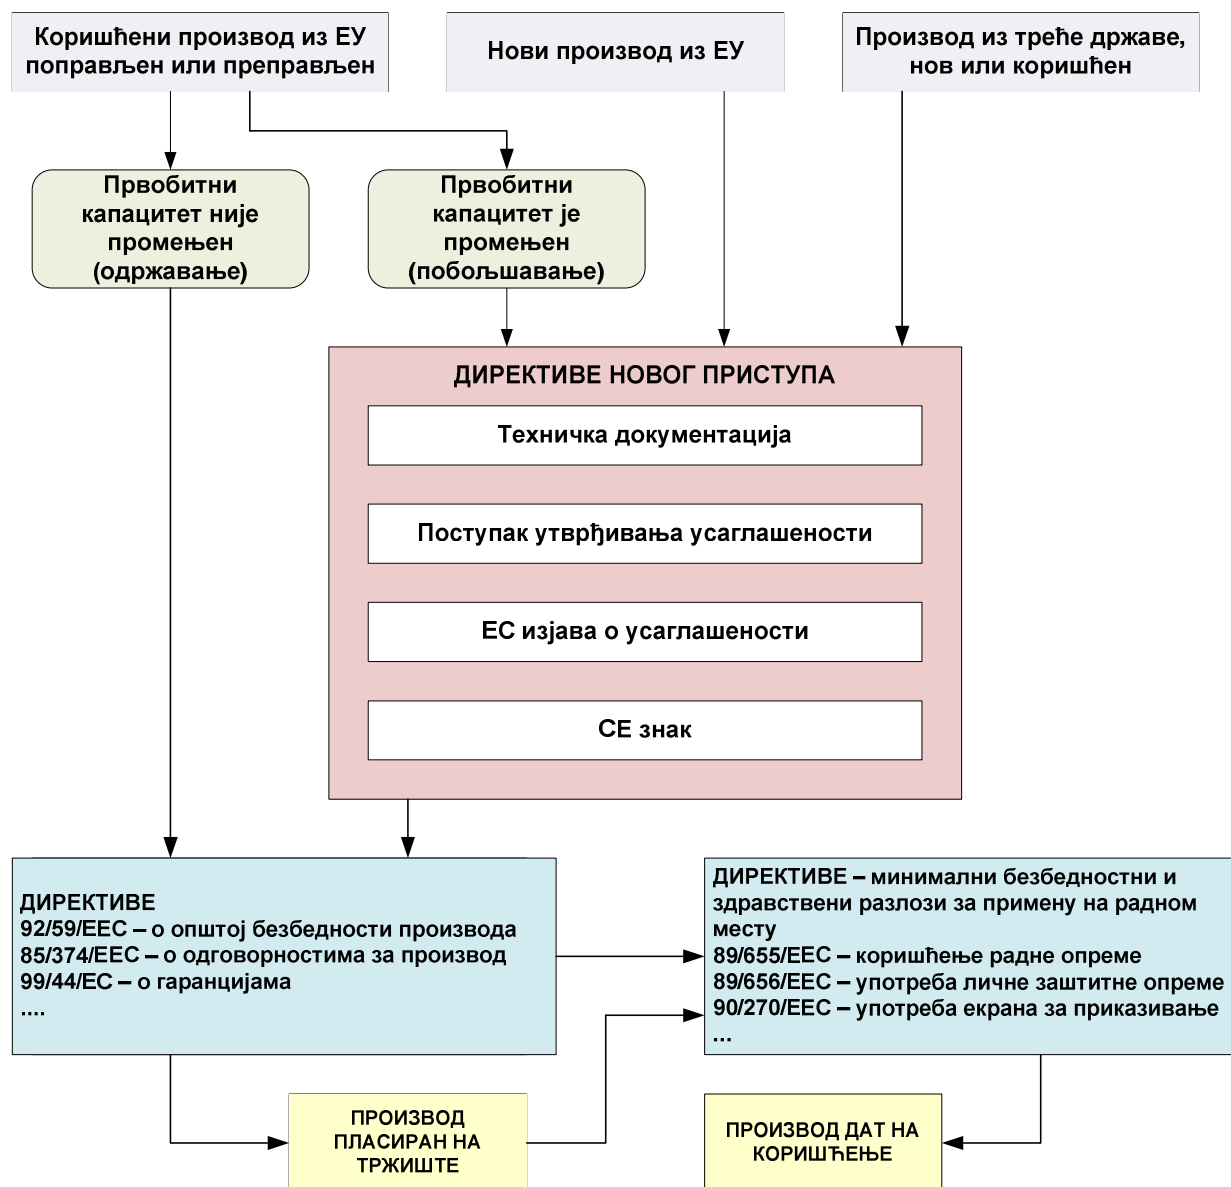 Коришћени производ из ЕУ
поправљен или преправљен
Нови производ из ЕУ
Производ из треће државе,
нов или коришћен
Првобитни
капацитет није
промењен
(одржавање)
Првобитни
капацитет је
промењен
(побољшавање)
ДИРЕКТИВЕ НОВОГ ПРИСТУПА
Техничка документација
Поступак утврђивања усаглашености
ЕС изјава о усаглашености
СЕ знак
ДИРЕКТИВЕ
92/59/ЕЕС – о општој безбедности производа
85/374/ЕЕС – о одговорностима за производ
99/44/ЕС – о гаранцијама
....
ДИРЕКТИВЕ – минимални безбедностни и
здравствени разлози за примену на радном
месту
89/655/ЕЕС – коришћење радне опреме
89/656/ЕЕС – употреба личне заштитне опреме
90/270/ЕЕС – употреба екрана за приказивање
...
ПРОИЗВОД
ПЛАСИРАН НА
ТРЖИШТЕ
ПРОИЗВОД ДАТ НА
КОРИШЋЕЊЕ